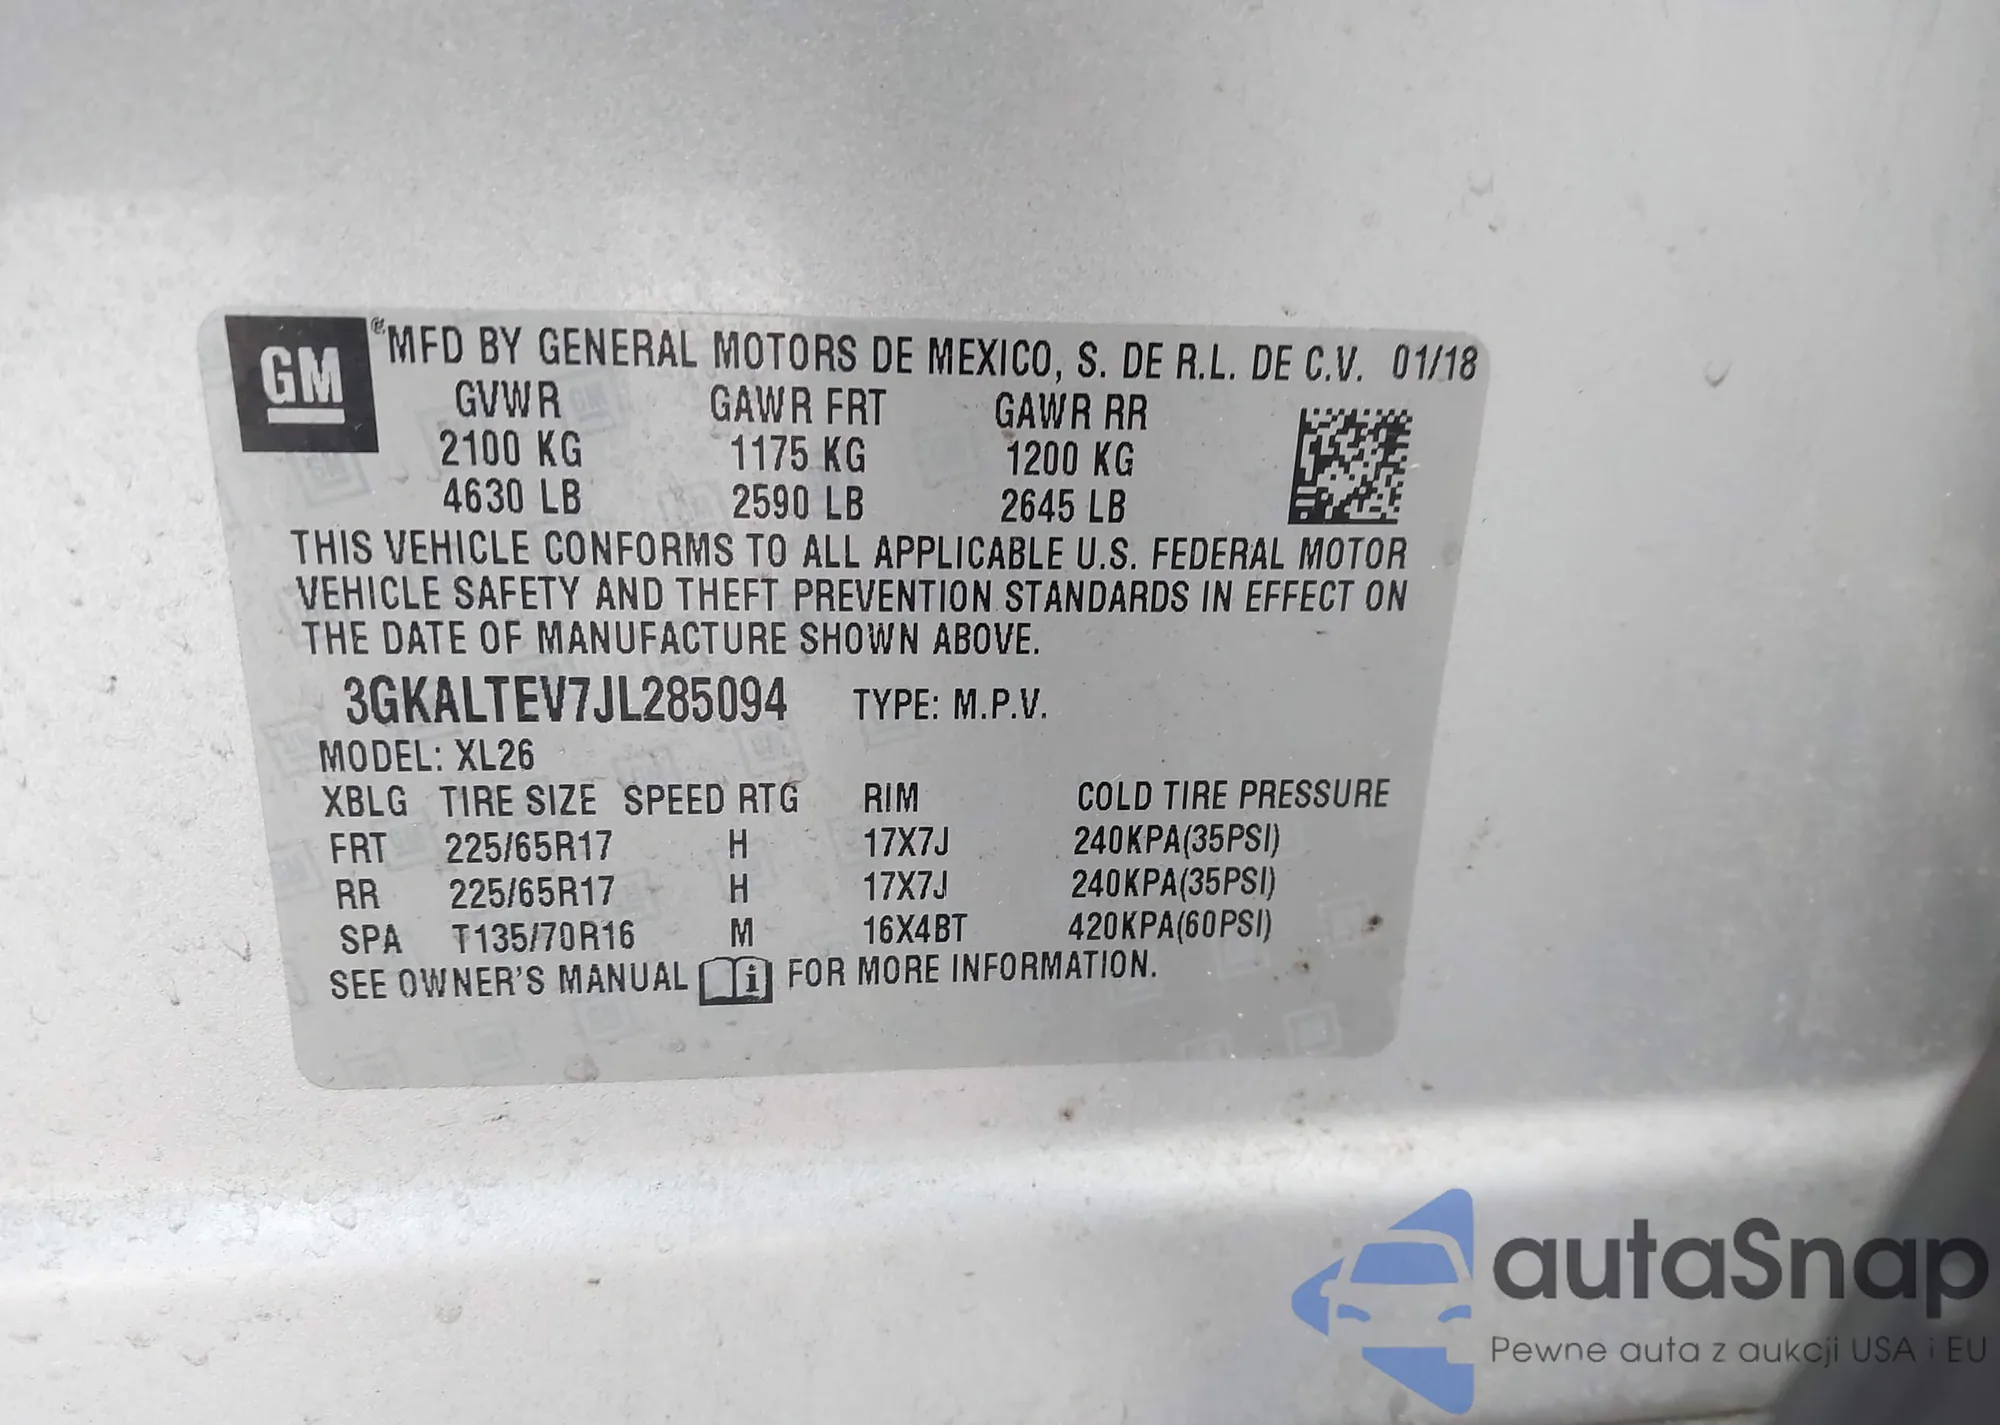 GM
MFD BY GENERAL MOTORS DE MEXICO, S. DE R.L. DE C.V. 01/18
GVWR GAWR FRT GAWR RR
2100 KG 1175 KG 1200 KG
4630 LB 2590 LB 2645 LB
THIS VEHICLE CONFORMS TO ALL APPLICABLE U.S. FEDERAL MOTOR
VEHICLE SAFETY AND THEFT PREVENTION STANDARDS IN EFFECT ON
THE DATE OF MANUFACTURE SHOWN ABOVE.
3GKALTEV7JL285094 TYPE: M.P.V.
MODEL: XL26
XBLG TIRE SIZE SPEED RTG RIM COLD TIRE PRESSURE
FRT 225/65R17 H 17X7J 240KPA(35PSI)
RR 225/65R17 H 17X7J 240KPA(35PSI)
SPA T135/70R16 M 16X4BT 420KPA(60PSI)
SEE OWNER'S MANUAL i FOR MORE INFORMATION.
autaSnap
Pewne auta z aukcji USA i EU